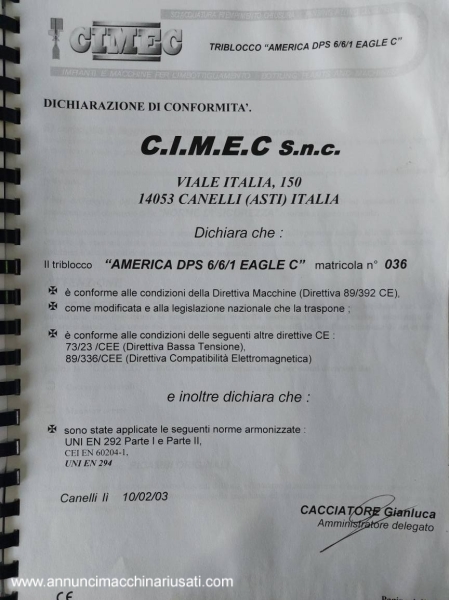 CIMEC
TRIBLOCCO "AMERICA DPS 6/6/1 EAGLE C"
DICHIARAZIONE DI CONFORMITA'.
C.I.M.E.C s.n.c.
VIALE ITALIA, 150
14053 CANELLI (ASTI) ITALIA
Dichiara che :
Il triblocco "AMERICA DPS 6/6/1 EAGLE C" matricola n° 036
è conforme alle condizioni della Direttiva Macchine (Direttiva 89/392 CE),
come modificata e alla legislazione nazionale che la traspone ;
è conforme alle condizioni delle seguenti altre direttive CE :
73/23 /CEE (Direttiva Bassa Tensione),
89/336/CEE (Direttiva Compatibilità Elettromagnetica)
e inoltre dichiara che :
sono state applicate le seguenti norme armonizzate :
UNI EN 292 Parte I e Parte II,
CEI EN 60204-1,
UNI EN 294
Canelli lì 10/02/03
CACCIATORE Gianluca
Amministratore delegato
www.annuncimacchinariusati.com
CE